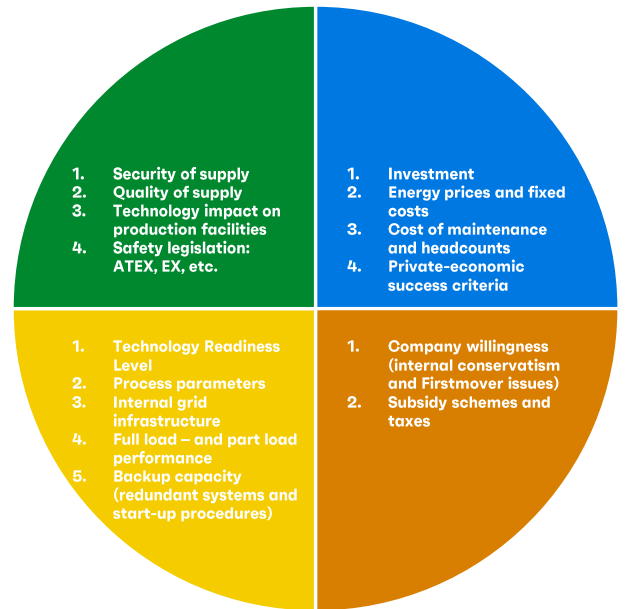 1. Security of supply
2. Quality of supply
3. Technology impact on
production facilities
4. Safety legislation:
ATEX, EX, etc.
1. Investment
2. Energy prices and fixed
costs
3. Cost of maintenance
and headcounts
4. Private-economic
success criteria
1. Technology Readiness
Level
2. Process parameters
3. Internal grid
infrastructure
4. Full load – and part load
performance
5. Backup capacity
(redundant systems and
start-up procedures)
1. Company willingness
(internal conservatism
and Firstmover issues)
2. Subsidy schemes and
taxes